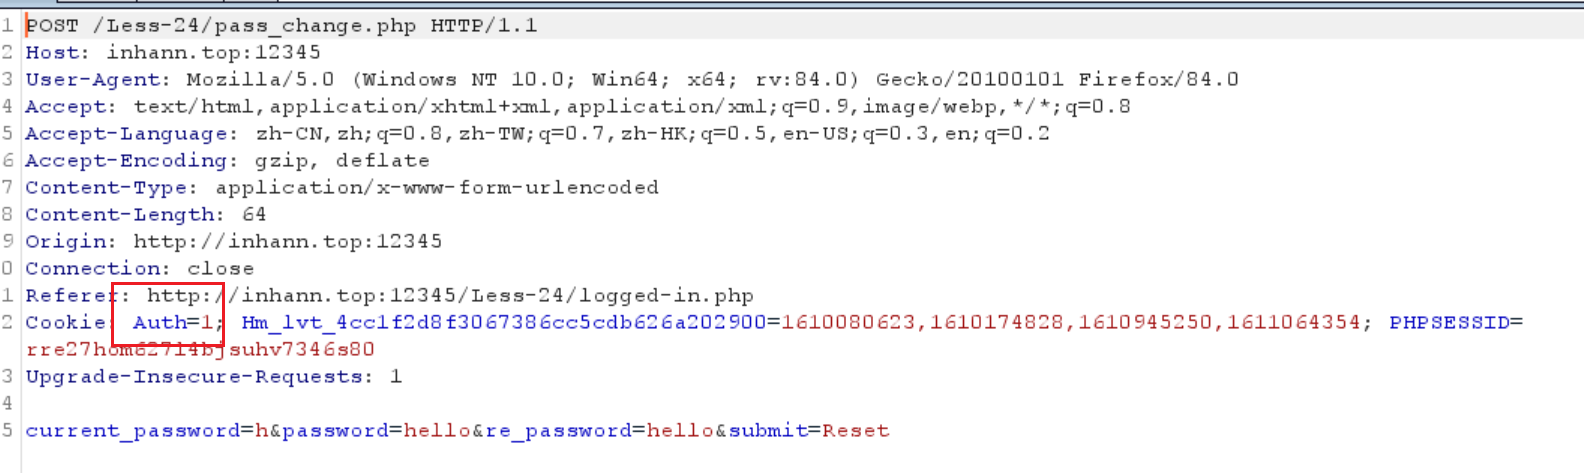 1 POST /Less-24/pass_change.php HTTP/1.1
2 Host: inhann.top:12345
3 User-Agent: Mozilla/5.0 (Windows NT 10.0; Win64; x64; rv:84.0) Gecko/20100101 Firefox/84.0
4 Accept: text/html,application/xhtml+xml,application/xml;q=0.9,image/webp,*/*;q=0.8
5 Accept-Language: zh-CN,zh;q=0.8,zh-TW;q=0.7,zh-HK;q=0.5,en-US;q=0.3,en;q=0.2
6 Accept-Encoding: gzip, deflate
7 Content-Type: application/x-www-form-urlencoded
8 Content-Length: 64
9 Origin: http://inhann.top:12345
0 Connection: close
1 Referer: http://inhann.top:12345/Less-24/logged-in.php
2 Cookie: Auth=1; Hm_lvt_4cc1f2d8f3067386cc5cdb626a202900=1610080623,1610174828,1610945250,1611064354; PHPSESSID=
rre27hom62714bjsuhv7346s80
3 Upgrade-Insecure-Requests: 1
4
5 current_password=h&password=hello&re_password=hello&submit=Reset